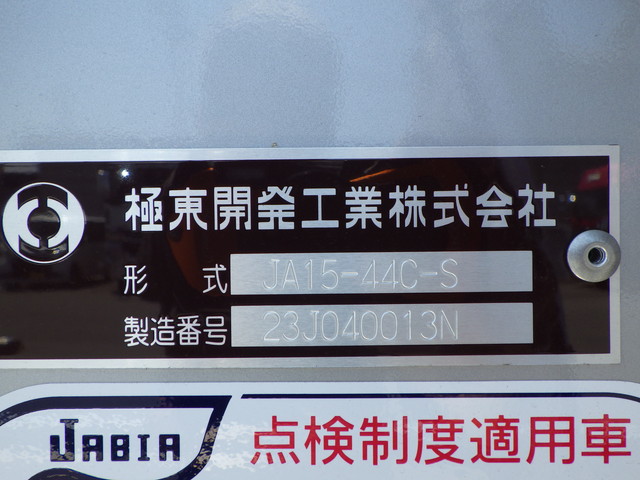 極東開発工業株式会社
形式 JA15-44C-S
製造番号 23J040013N
JABIA 点検制度適用車